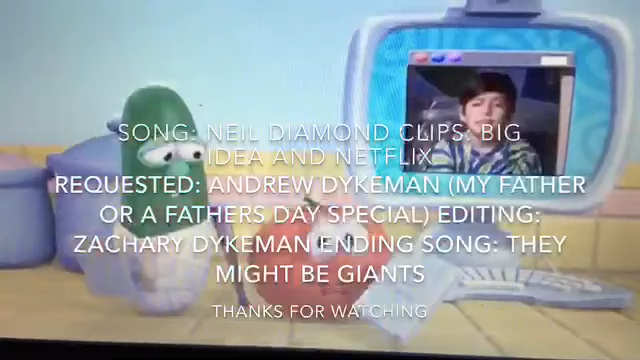 SONG: NEIL DIAMOND CLIPS: BIG
IDEA AND NETFLIX
REQUESTED: ANDREW DYKEMAN (MY FATHER
OR A FATHERS DAY SPECIAL) EDITING:
ZACHARY DYKEMAN ENDING SONG: THEY
MIGHT BE GIANTS
THANKS FOR WATCHING